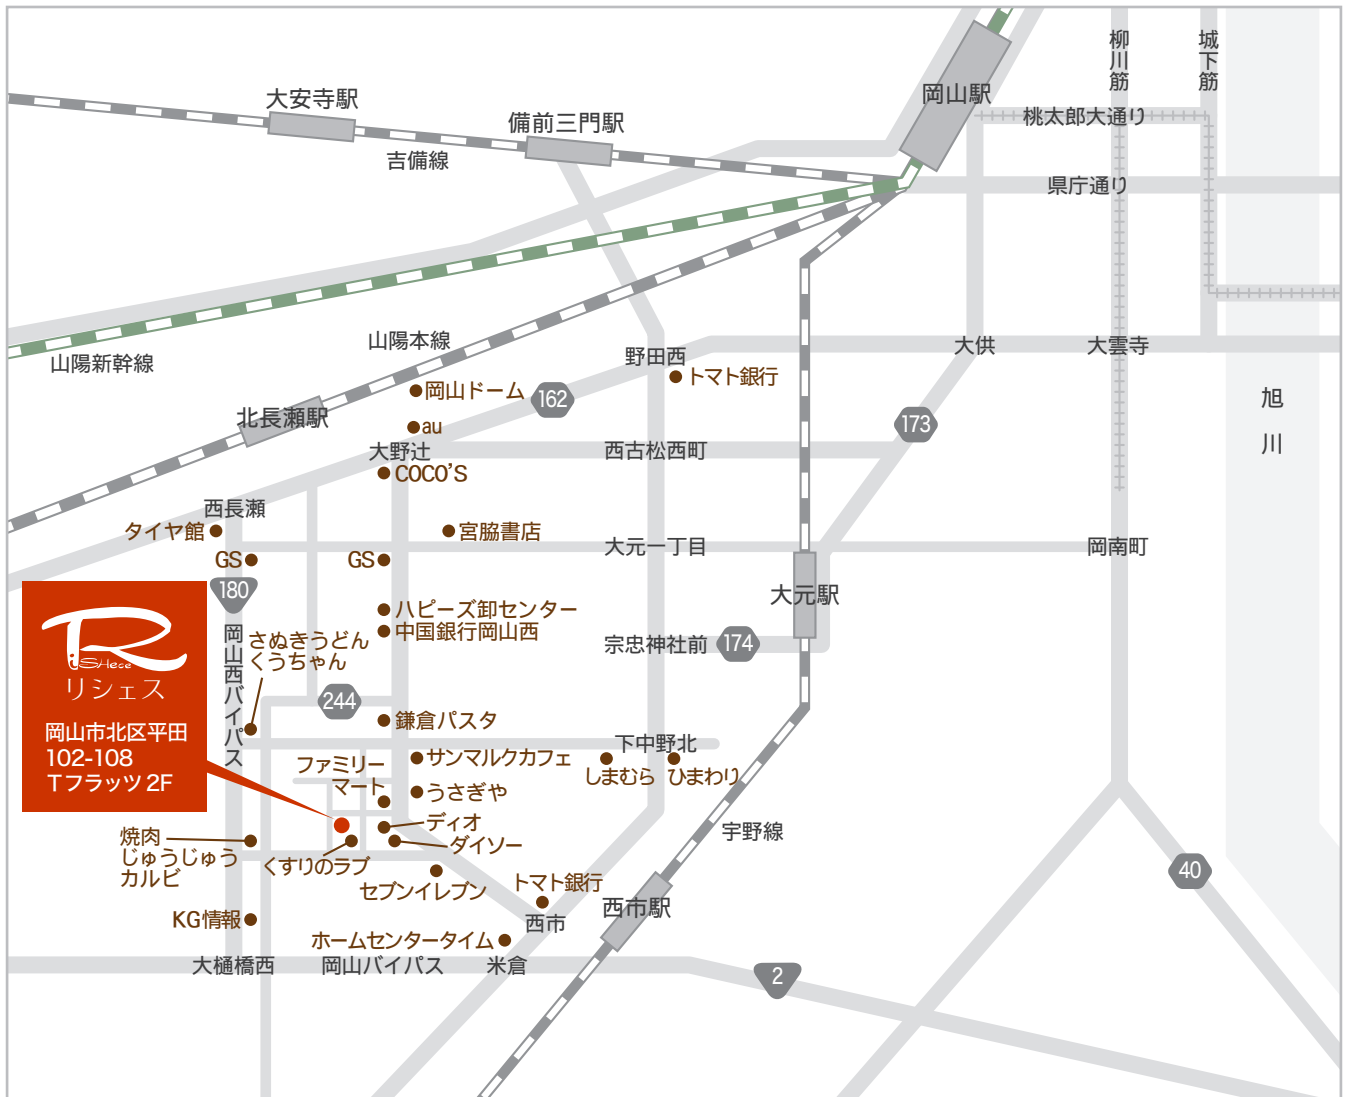 岡山駅
柳川筋
城下筋
大安寺駅
備前三門駅
桃太郎大通り
吉備線
県庁通り
山陽本線
山陽新幹線
野田西
大供
大雲寺
トマト銀行
岡山ドーム
162
旭川
北長瀬駅
au
173
大野辻
西古松西町
COCO'S
西長瀬
タイヤ館
宮脇書店
大元一丁目
岡南町
GS
GS
180
大元駅
ハピーズ卸センター
中国銀行岡山西
さぬきうどん
くうちゃん
宗忠神社前
174
岡山西バイパス
R
iSHece
リシェス
岡山市北区平田
102-108
Tフラッツ2F
244
鎌倉パスタ
下中野北
サンマルクカフェ
ファミリー
マート
しまむら
ひまわり
うさぎや
ディオ
宇野線
焼肉
じゅうじゅう
カルビ
ダイソー
くすりのラブ
セブンイレブン
トマト銀行
40
KG情報
西市
西市駅
ホームセンタータイム
大樋橋西
岡山バイパス
米倉
2